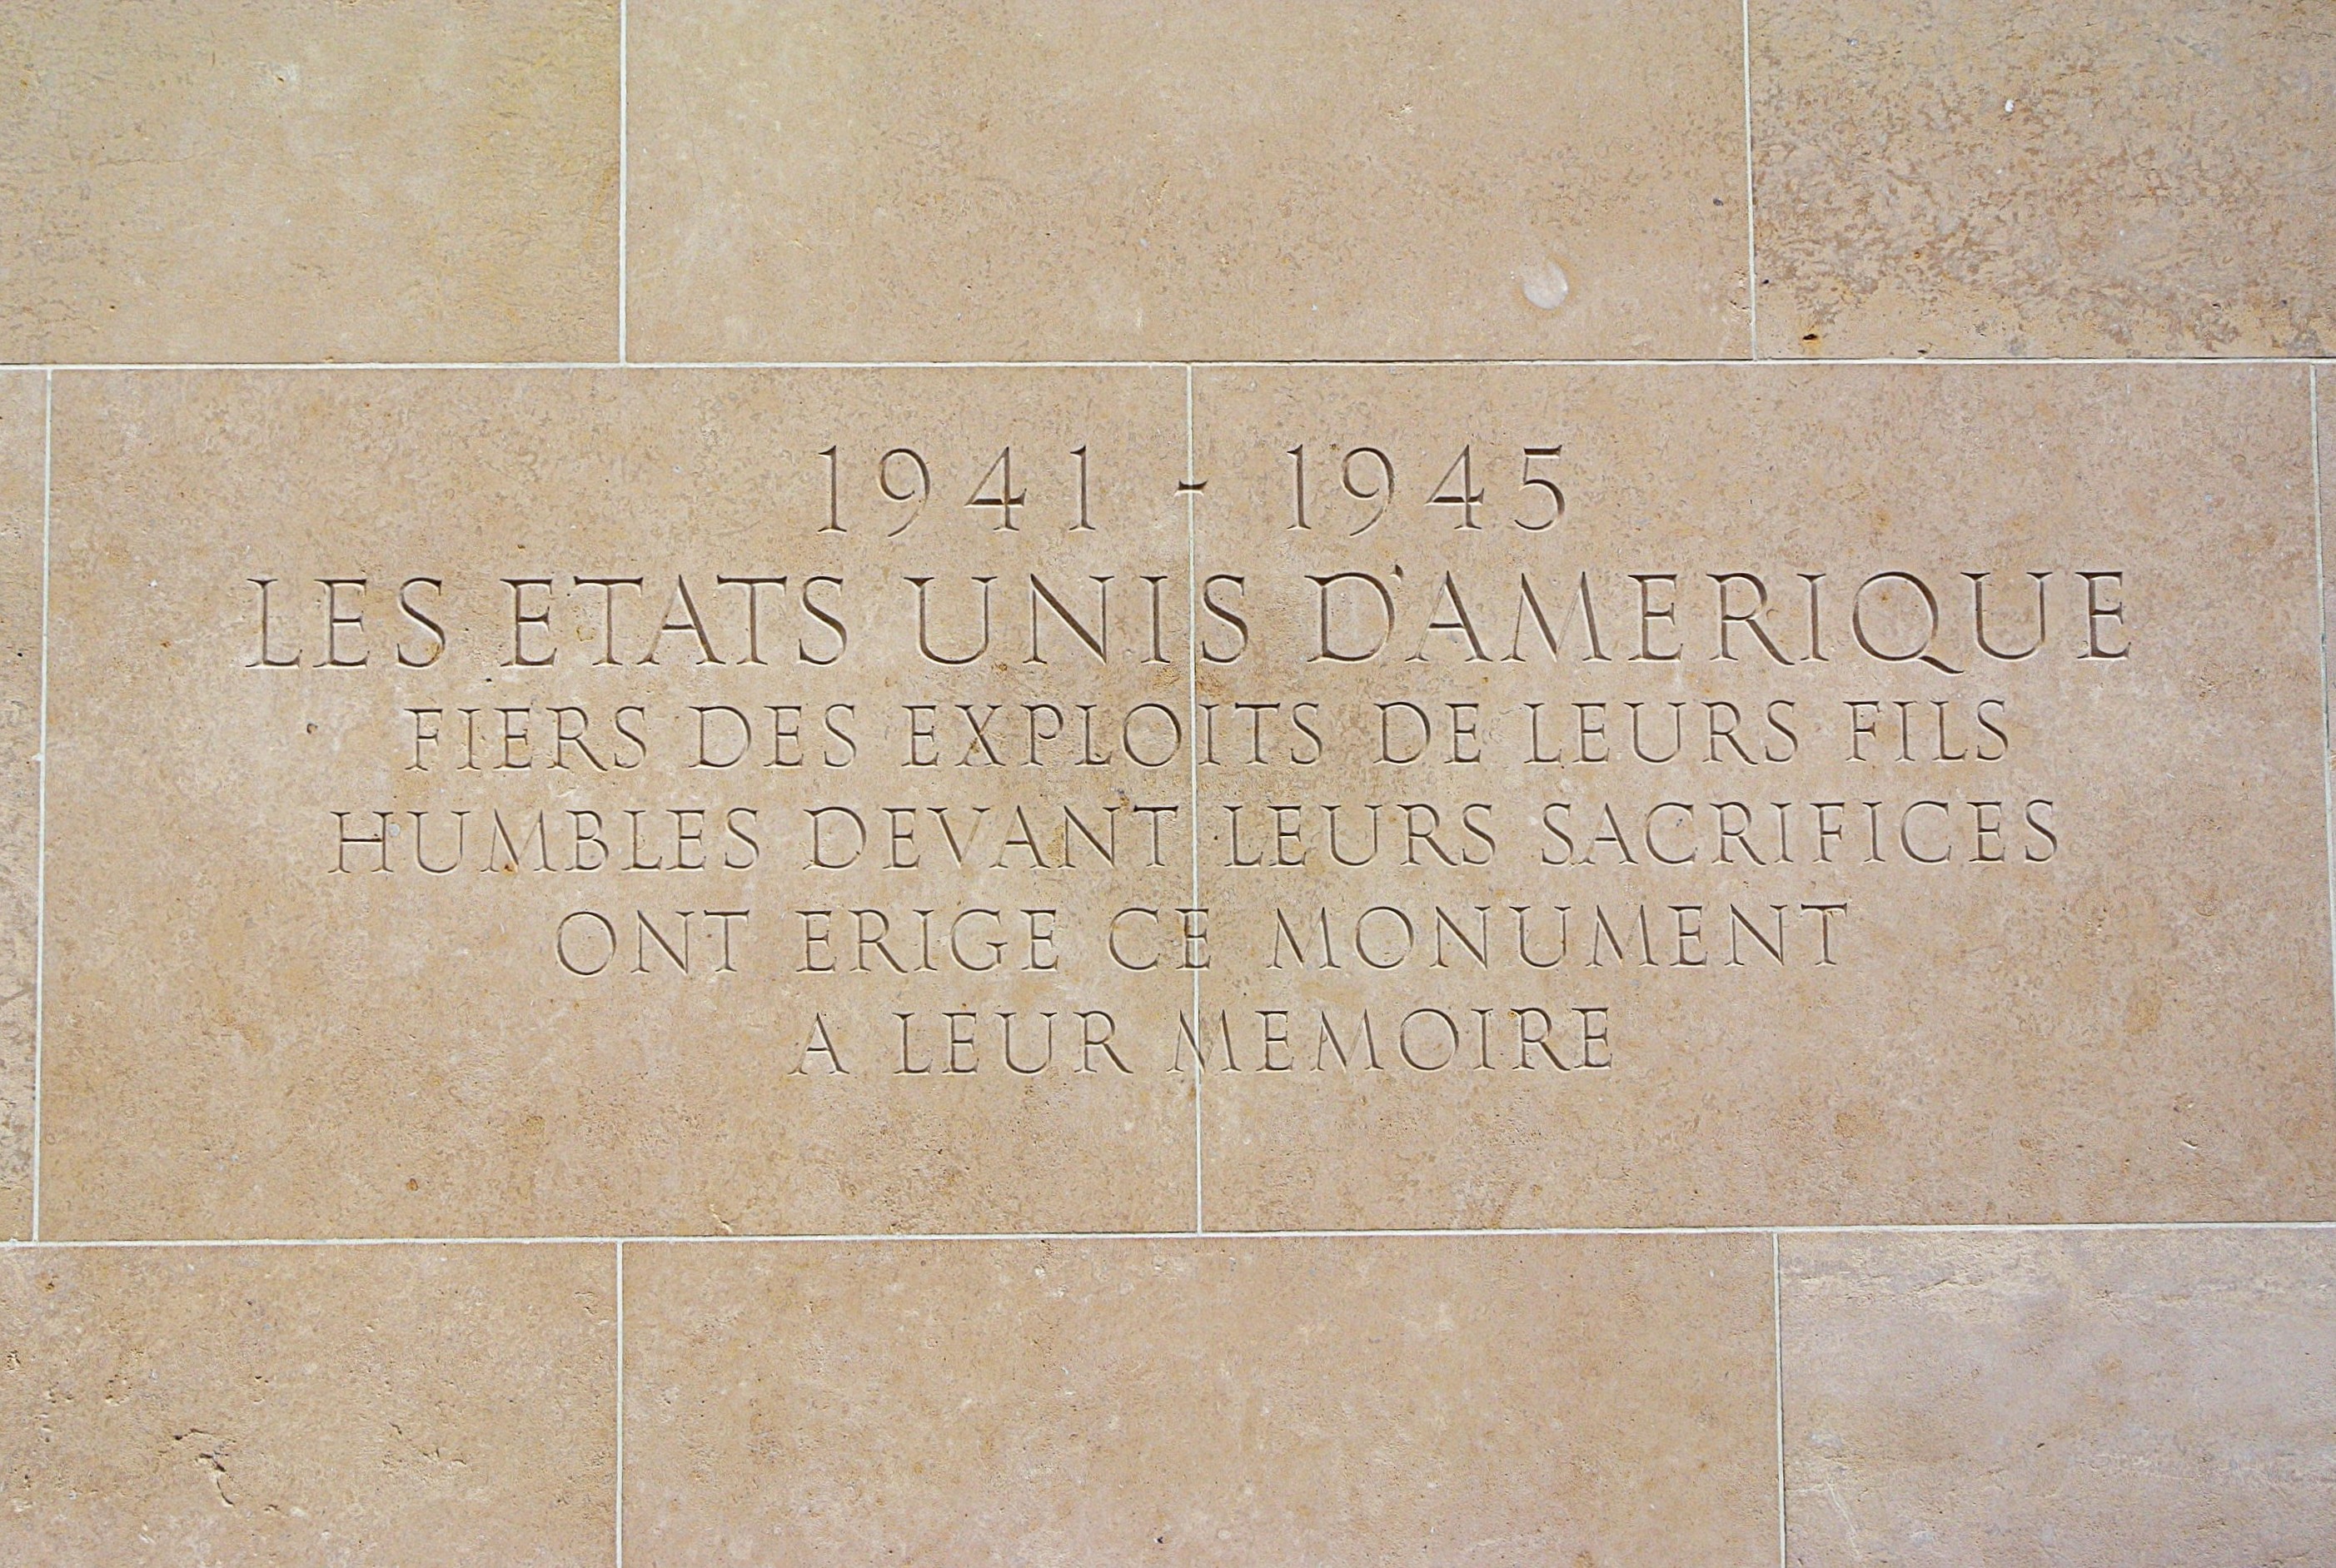 1941 - 1945
LES ETATS UNIS D'AMERIQUE
FIERS DES EXPLOITS DE LEURS FILS
HUMBLES DEVANT LEURS SACRIFICES
ONT ERIGE CE MONUMENT
A LEUR MEMOIRE